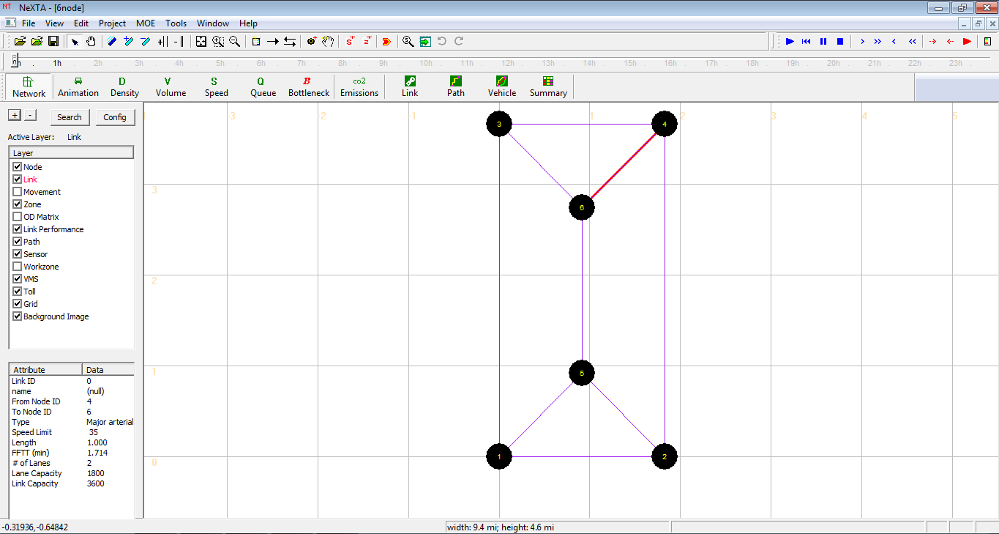 NeXTA - [6node]
File View Edit Project MOE Tools Window Help
0h 1h 2h 3h 4h 5h 6h 7h 8h 9h 10h 11h 12h 13h 14h 15h 16h 17h 18h 19h 20h 21h 22h 23h
D V S Q B co2
Network Animation Density Volume Speed Queue Bottleneck Emissions Link Path Vehicle Summary
+ - Search Config
Active Layer: Link
Layer
Node
Link
Movement
Zone
OD Matrix
Link Performance
Path
Sensor
Workzone
VMS
Toll
Grid
Background Image
Attribute Data
Link ID 0
name (null)
From Node ID 4
To Node ID 6
Type Major arterial
Speed Limit 35
Length 1.000
FFTT (min) 1.714
# of Lanes 2
Lane Capacity 1800
Link Capacity 3600
-3 -2 -1 1 2 3 4 5
3 4
3
6
2
1
5
0
1 2
-0.31936,-0.64842
width: 9.4 mi; height: 4.6 mi